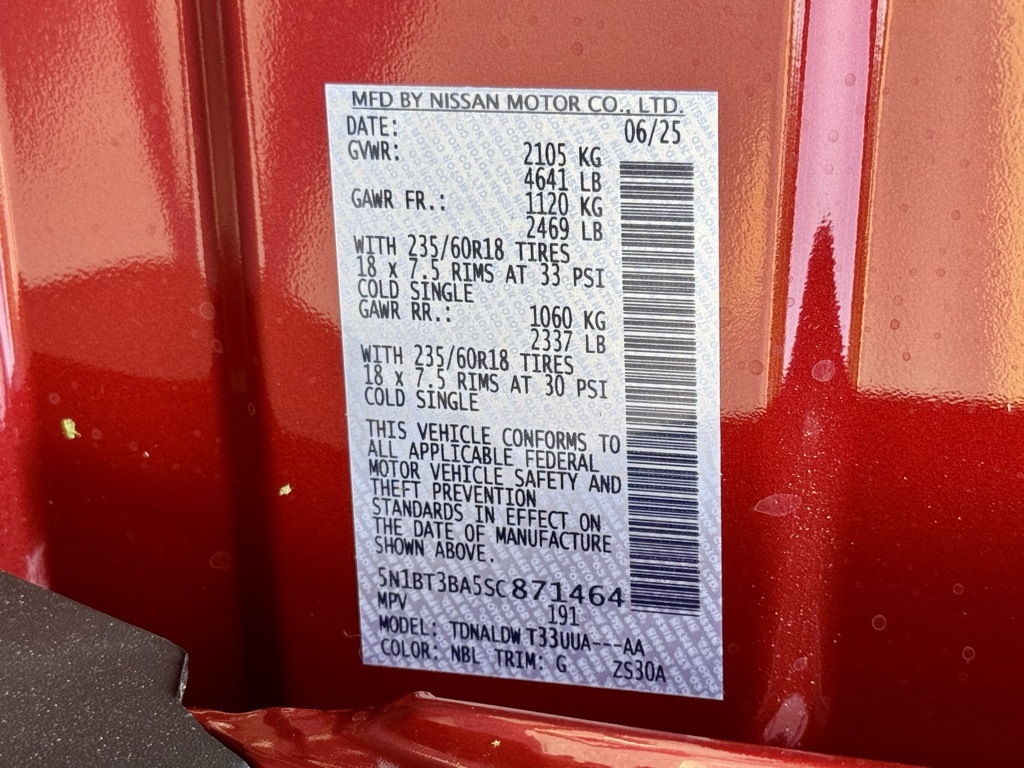 MFD BY NISSAN MOTOR CO., LTD.
DATE: 06/25
GVWR: 2105 KG
4641 LB
GAWR FR.: 1120 KG
2469 LB
WITH 235/60R18 TIRES
18 X 7.5 RIMS AT 33 PSI
COLD SINGLE
GAWR RR.: 1060 KG
2337 LB
WITH 235/60R18 TIRES
18 X 7.5 RIMS AT 30 PSI
COLD SINGLE
THIS VEHICLE CONFORMS TO
ALL APPLICABLE FEDERAL
MOTOR VEHICLE SAFETY AND
THEFT PREVENTION
STANDARDS IN EFFECT ON
THE DATE OF MANUFACTURE
SHOWN ABOVE.
5N1BT3BA5SC871464
MPV 191
MODEL: TDNALDW T33UUA---AA
COLOR: NBL TRIM: G ZS30A